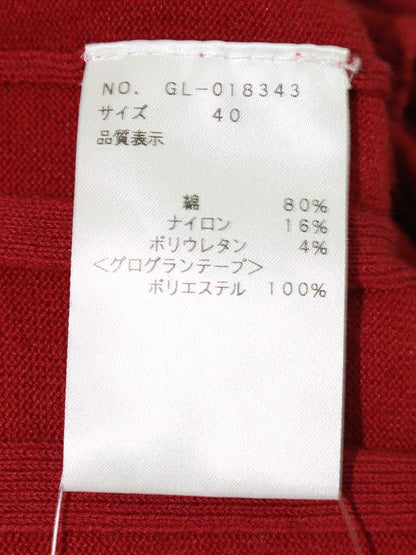 NO. GL-018343
サイズ 40
品質表示
綿 80%
ナイロン 16%
ポリウレタン 4%
<グログランテープ>
ポリエステル 100%